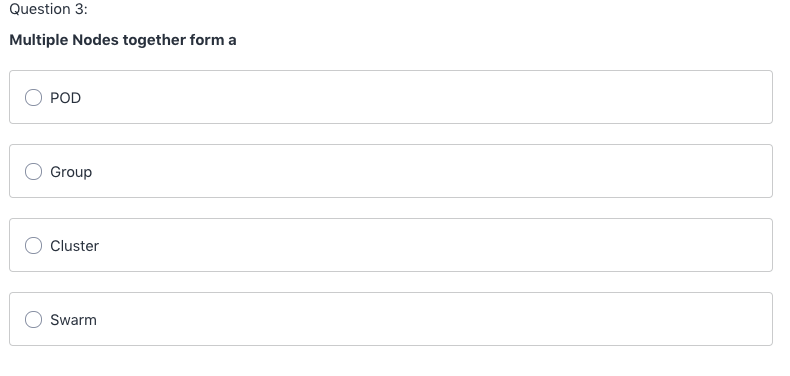 Question 3:
Multiple Nodes together form a
POD
Group
Cluster
Swarm